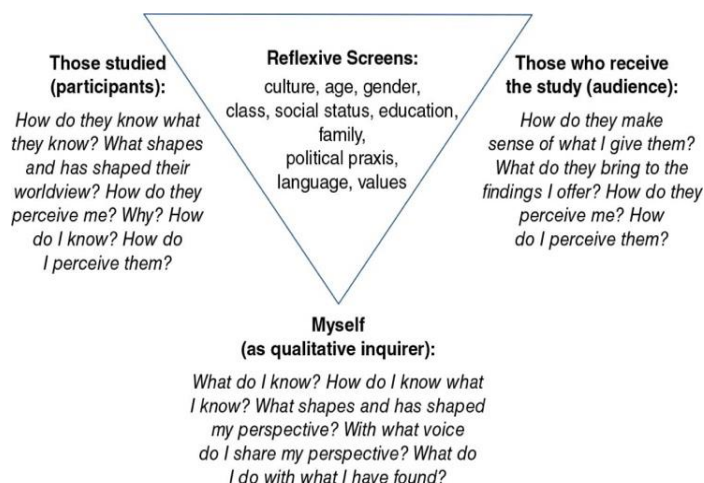 Those studied
(participants):
How do they know what
they know? What shapes
and has shaped their
worldview? How do they
perceive me? Why? How
do I know? How do
I perceive them?
Reflexive Screens:
culture, age, gender,
class, social status, education,
family,
political praxis,
language, values
Those who receive
the study (audience):
How do they make
sense of what I give them?
What do they bring to the
findings I offer? How do they
perceive me? How
do I perceive them?
Myself
(as qualitative inquirer):
What do I know? How do I know what
I know? What shapes and has shaped
my perspective? With what voice
do I share my perspective? What do
I do with what I have found?